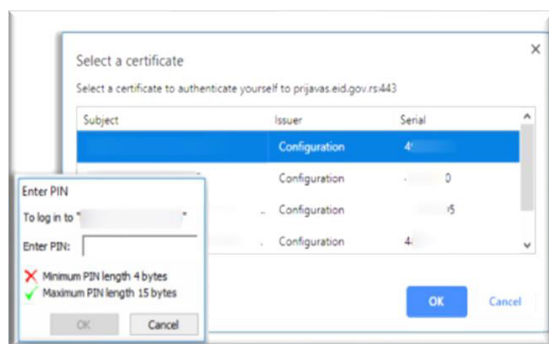 Select a certificate
Select a certificate to authenticate yourself to prijavas.eid.gov.rs:443
Subject Issuer Serial
Configuration
Configuration
Configuration
Configuration
Enter PIN
To log in to "
Enter PIN:
Minimum PIN length 4 bytes
Maximum PIN length 15 bytes
OK Cancel
OK Cancel